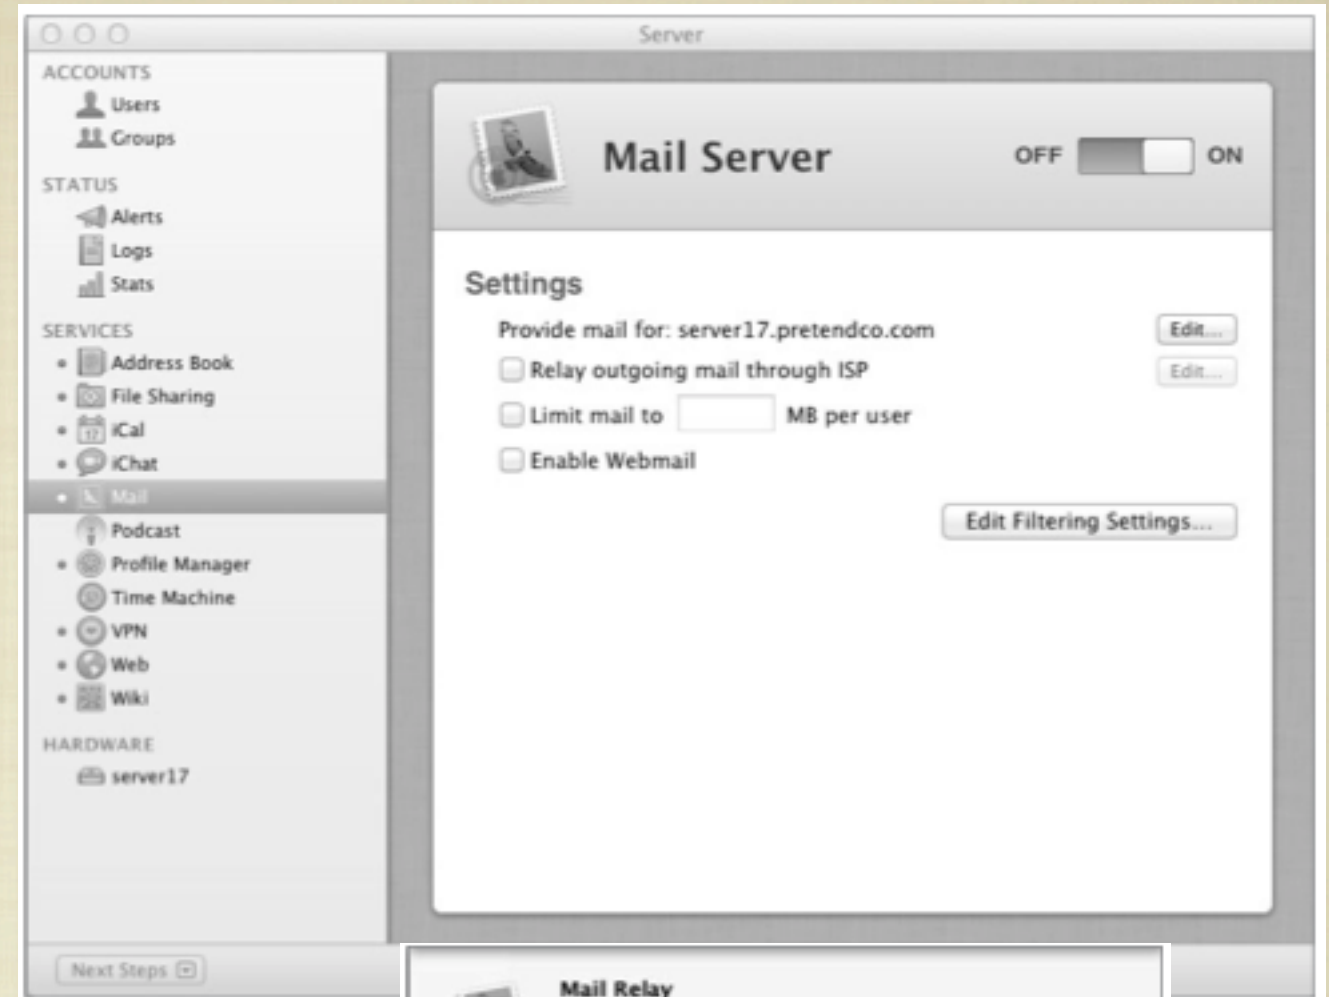 Server
ACCOUNTS
Users
Groups
STATUS
Alerts
Logs
Stats
SERVICES
Address Book
File Sharing
17 iCal
iChat
Mail
Podcast
Profile Manager
Time Machine
VPN
Web
Wiki
HARDWARE
server17
Next Steps
Mail Server
OFF ON
Settings
Provide mail for: server17.pretendco.com Edit...
Relay outgoing mail through ISP Edit...
Limit mail to MB per user
Enable Webmail
Edit Filtering Settings...
Mail Relay